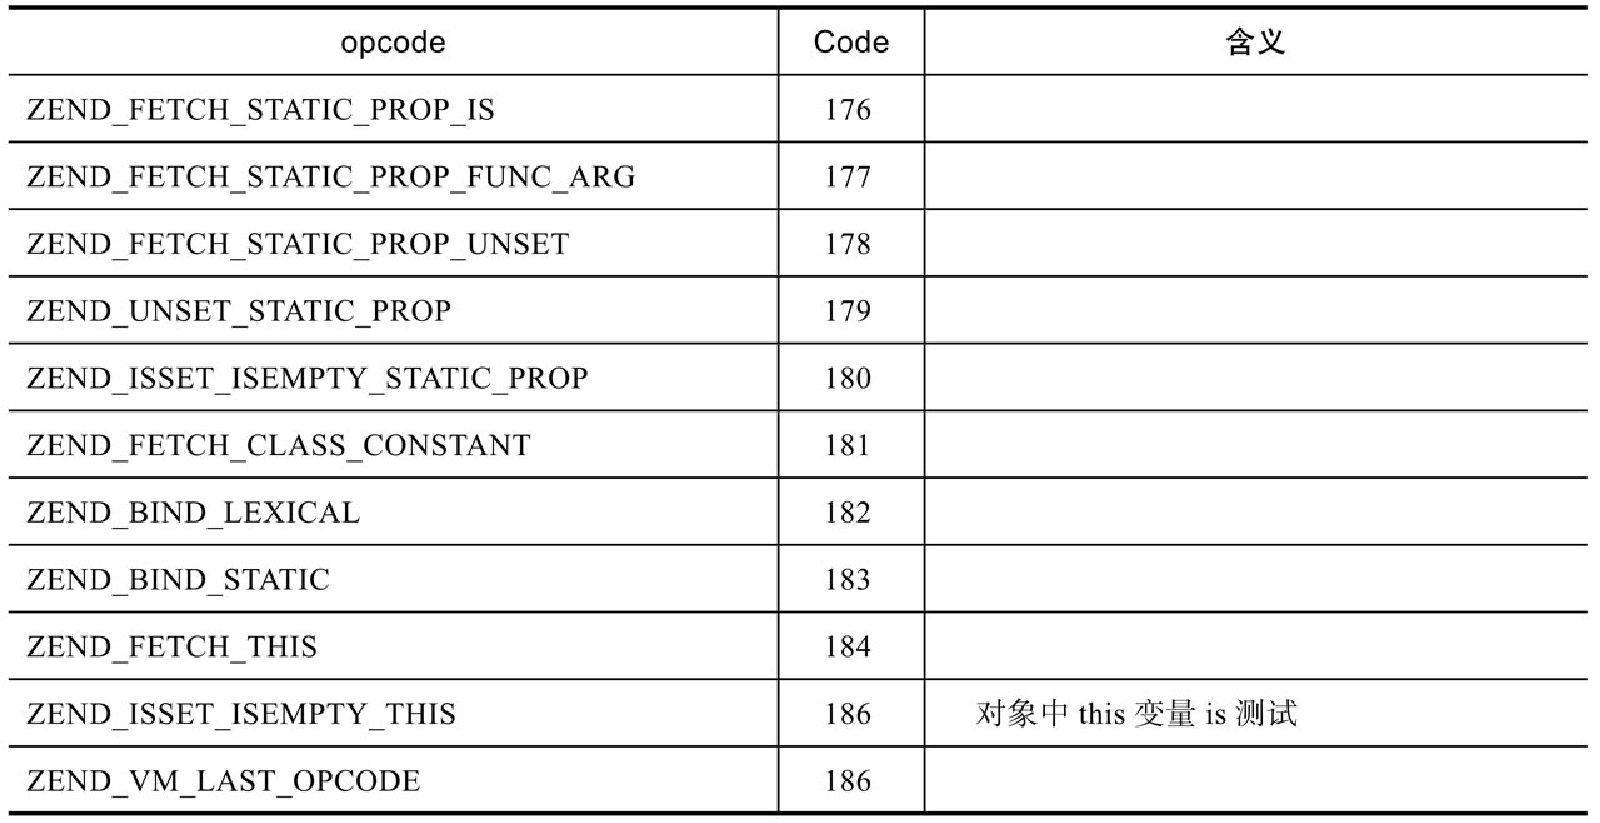 opcode Code 含义
ZEND_FETCH_STATIC_PROP_IS 176
ZEND_FETCH_STATIC_PROP_FUNC_ARG 177
ZEND_FETCH_STATIC_PROP_UNSET 178
ZEND_UNSET_STATIC_PROP 179
ZEND_ISSET_ISEMPTY_STATIC_PROP 180
ZEND_FETCH_CLASS_CONSTANT 181
ZEND_BIND_LEXICAL 182
ZEND_BIND_STATIC 183
ZEND_FETCH_THIS 184
ZEND_ISSET_ISEMPTY_THIS 186 对象中 this 变量 is 测试
ZEND_VM_LAST_OPCODE 186